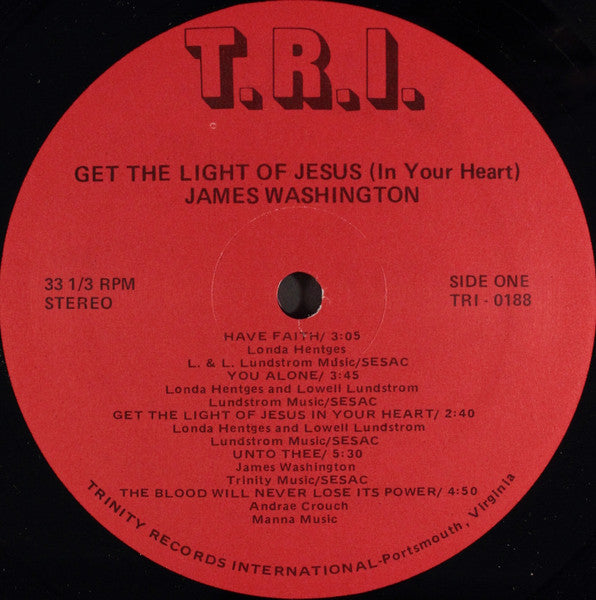 T.R.I.
GET THE LIGHT OF JESUS (In Your Heart)
JAMES WASHINGTON
33 1/3 RPM
STEREO
SIDE ONE
TRI - 0188
HAVE FAITH/ 3:05
Londa Hentges
L. & L. Lundstrom Music/SESAC
YOU ALONE/ 3:45
Londa Hentges and Lowell Lundstrom
Lundstrom Music/SESAC
GET THE LIGHT OF JESUS IN YOUR HEART/ 2:40
Londa Hentges and Lowell Lundstrom
Lundstrom Music/SESAC
UNTO THEE/ 5:30
James Washington
Trinity Music/SESAC
THE BLOOD WILL NEVER LOSE ITS POWER/ 4:50
Andrae Crouch
Manna Music
TRINITY RECORDS INTERNATIONAL-Portsmouth, Virginia